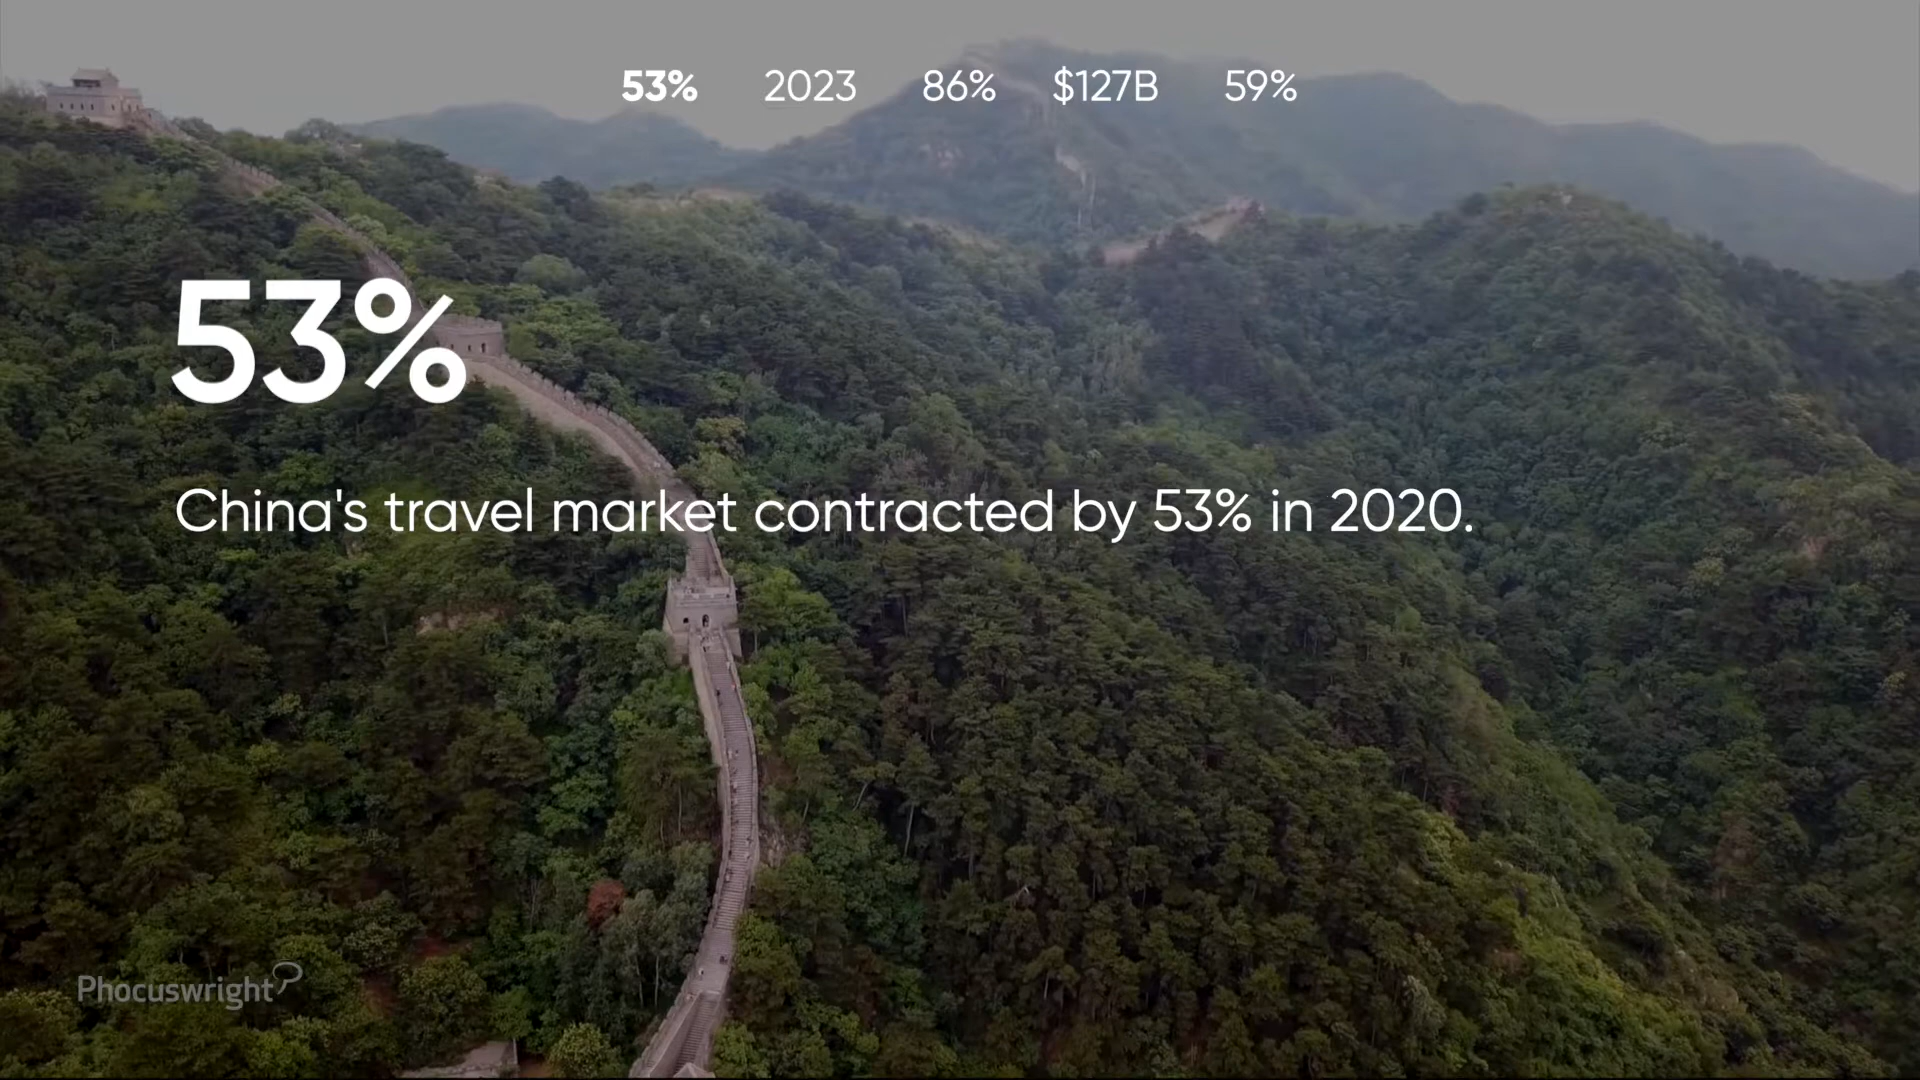 53% 2023 86% $127B 59%
53%
China's travel market contracted by 53% in 2020.
Phocuswright